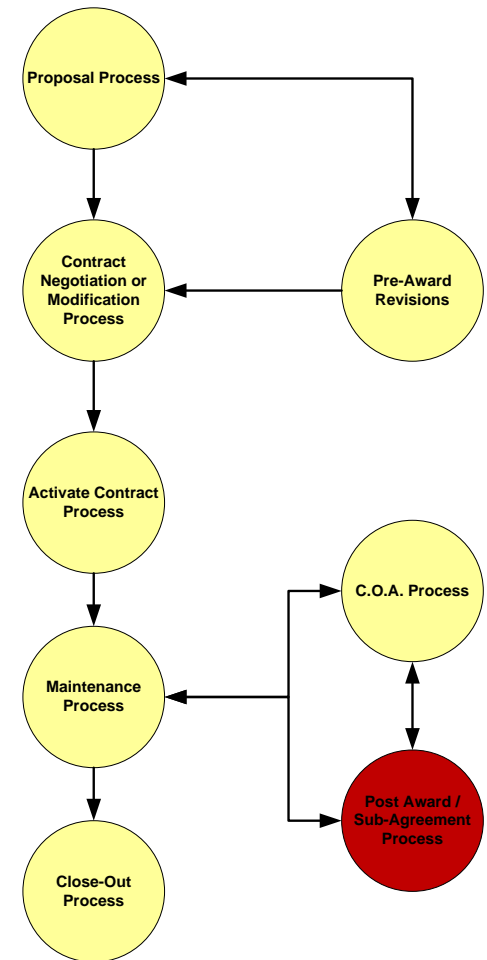 Proposal Process
Contract
Negotiation or
Modification
Process
Pre-Award
Revisions
Activate Contract
Process
C.O.A. Process
Maintenance
Process
Post Award /
Sub-Agreement
Process
Close-Out
Process